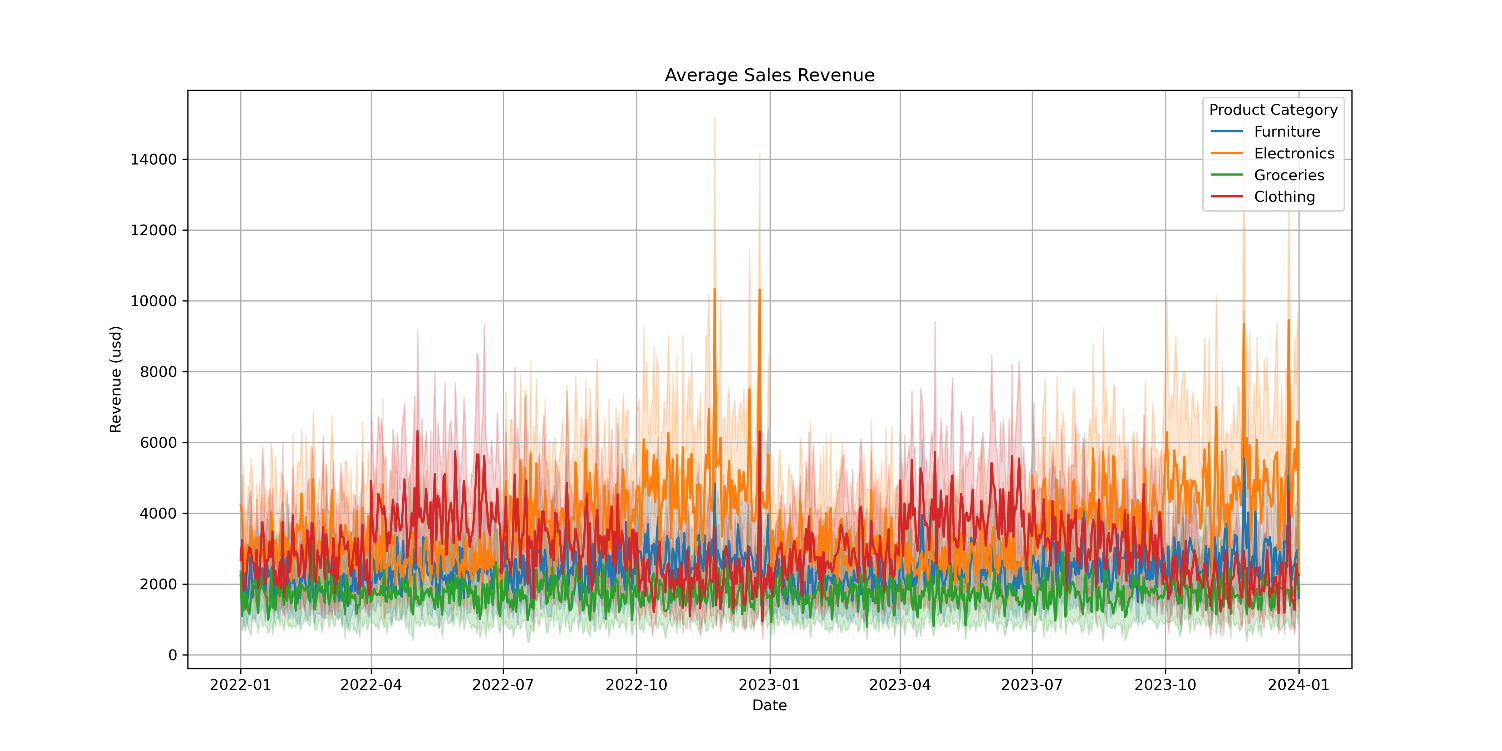 Average Sales Revenue
Product Category
Furniture
Electronics
Groceries
Clothing
Revenue (usd)
14000
12000
10000
8000
6000
4000
2000
0
2022-01 2022-04 2022-07 2022-10 2023-01 2023-04 2023-07 2023-10 2024-01
Date